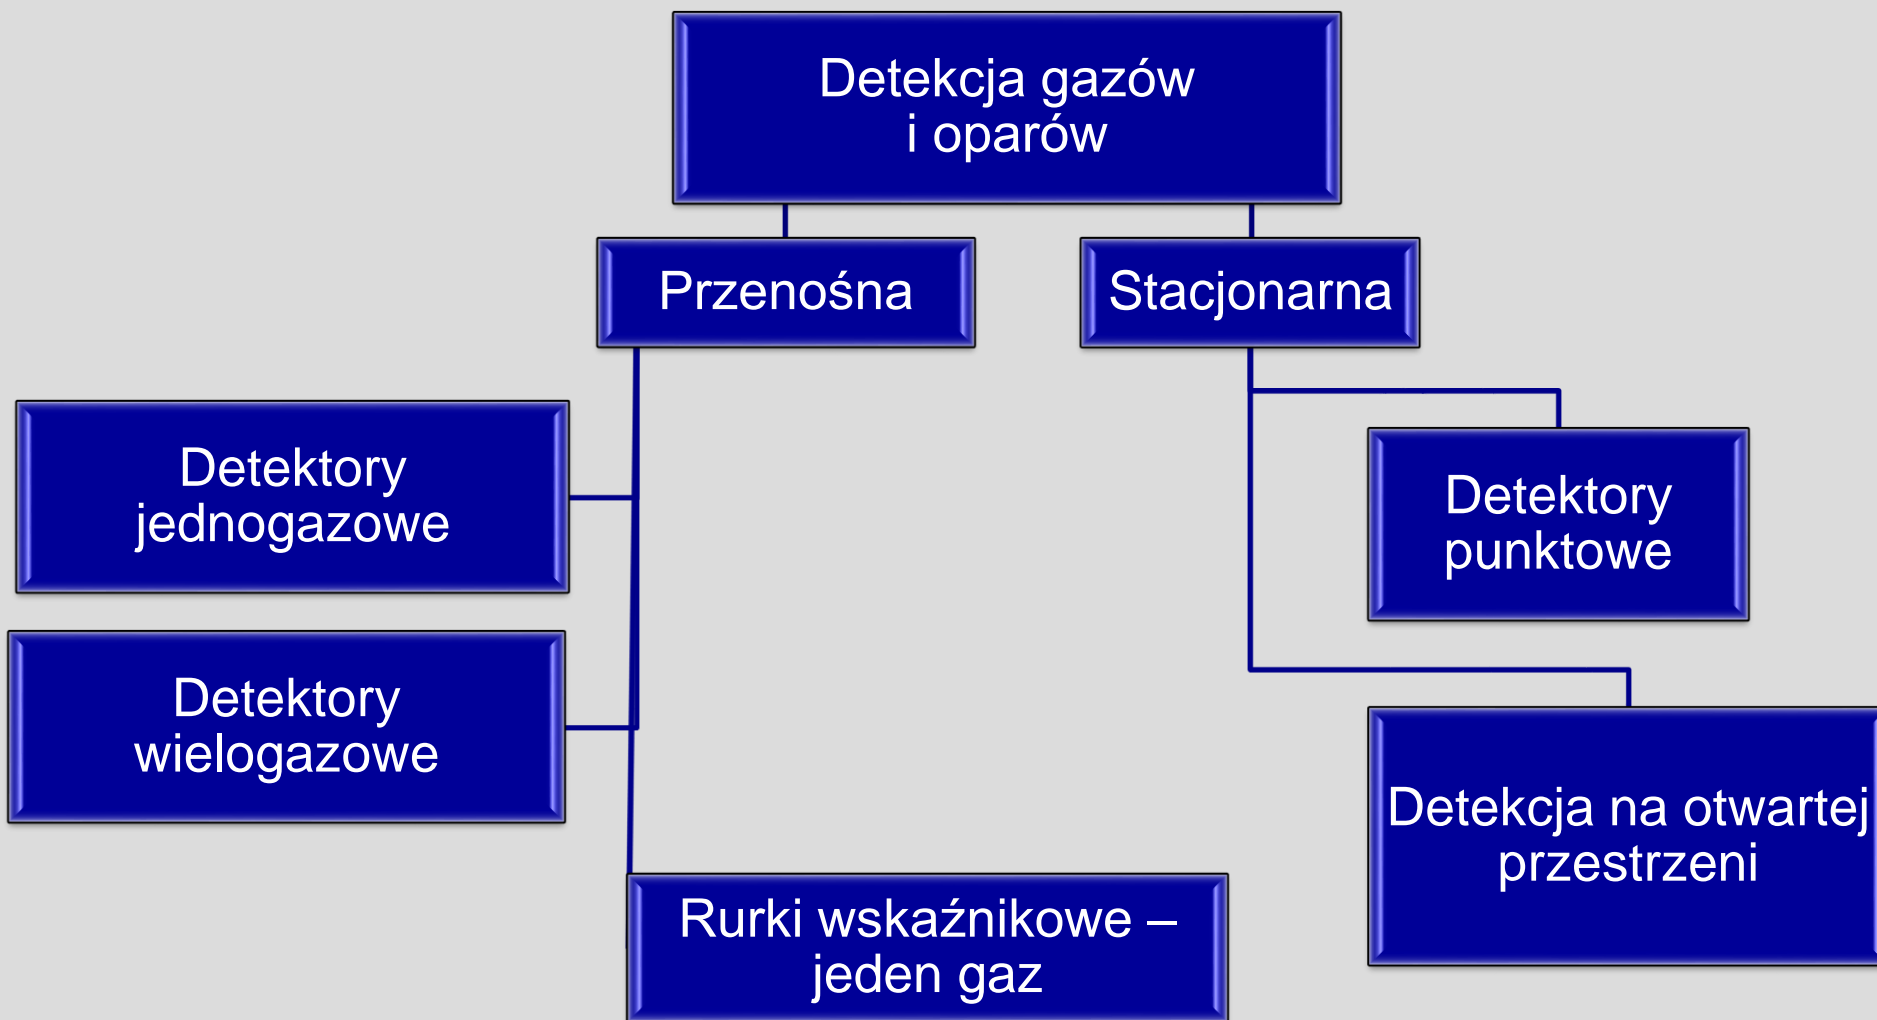 Detekcja gazów
i oparów
Przenośna
Stacjonarna
Detektory
jednogazowe
Detektory
wielogazowe
Rurki wskaźnikowe –
jeden gaz
Detektory
punktowe
Detekcja na otwartej
przestrzeni